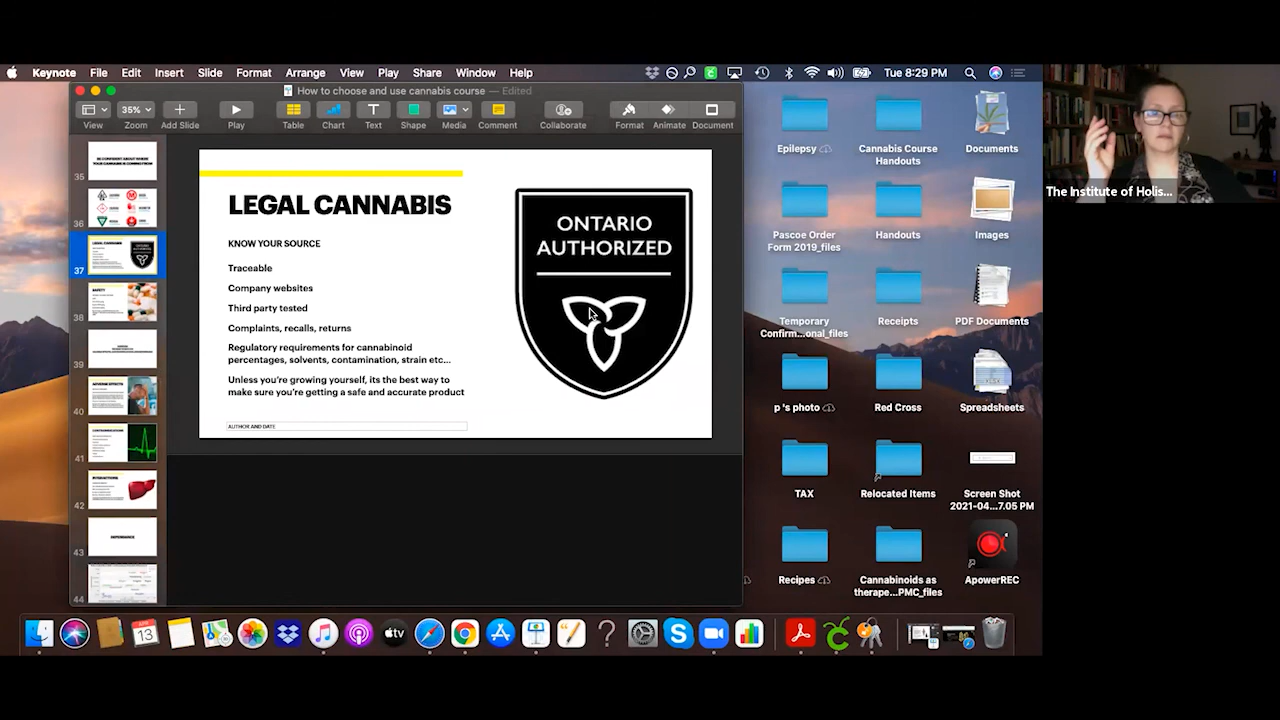 Keynote File Edit Insert Slide Format Arrange View Play Share Window Help
Tue 8:29 PM
How to choose and use cannabis course — Edited
35%
View Zoom Add Slide Play Table Chart Text Shape Media Comment Collaborate Format Animate Document
35
36
37
38
39
40
41
42
43
44
LEGAL CANNABIS
KNOW YOUR SOURCE
Traceable
Company websites
Third party tested
Complaints, recalls, returns
Regulatory requirements for cannabinoid
percentages, solvents, contamination, strain etc...
Unless you're growing yourself, its the best way to
make sure you're getting a safe and accurate product
AUTHOR AND DATE
ONTARIO
AUTHORIZED
Epilepsy
Cannabis Course
Handouts
Documents
Pascoe Order
Form 2019_files
Handouts
Images
Temporary
Confirm...onal_files
Receipts
PDF Documents
Red Cross
Spreadsheets
Relocated Items
Screen Shot
2021-04...7.05 PM
Cannabinoids as
therape...PMC_files
ApowerREC
The Institute of Holis...
APR
13
tv